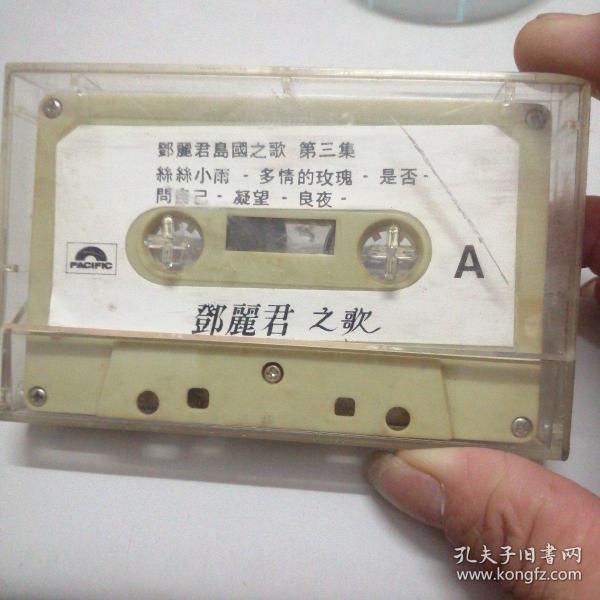 鄧麗君島國之歌 第三集
絲絲小雨 - 多情的玫瑰 - 是否 -
問自己 - 凝望 - 良夜 -
PACIFIC
A
鄧麗君之歌
孔夫子旧書网
www.kongfz.com